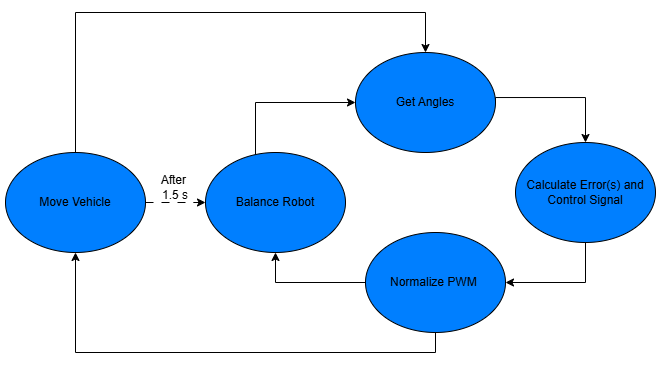 Get Angles
After
1.5 s
Move Vehicle
Balance Robot
Calculate Error(s) and
Control Signal
Normalize PWM